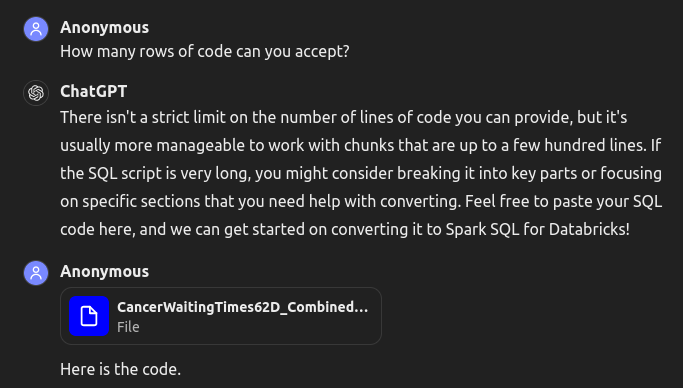 Anonymous
How many rows of code can you accept?
ChatGPT
There isn't a strict limit on the number of lines of code you can provide, but it's
usually more manageable to work with chunks that are up to a few hundred lines. If
the SQL script is very long, you might consider breaking it into key parts or focusing
on specific sections that you need help with converting. Feel free to paste your SQL
code here, and we can get started on converting it to Spark SQL for Databricks!
Anonymous
CancerWaitingTimes62D_Combined...
File
Here is the code.